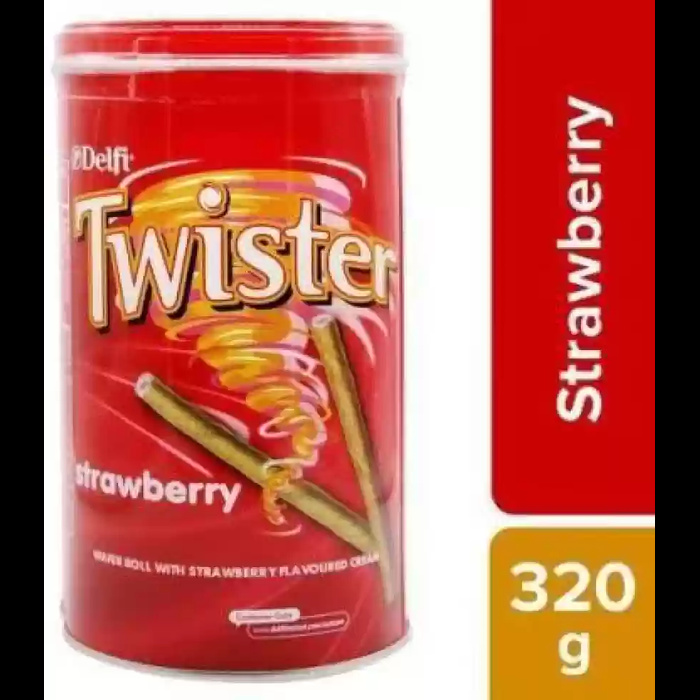 Delfi
Twister
strawberry
WAFER ROLL WITH STRAWBERRY FLAVOURED CREAM
Strawberry
320
g